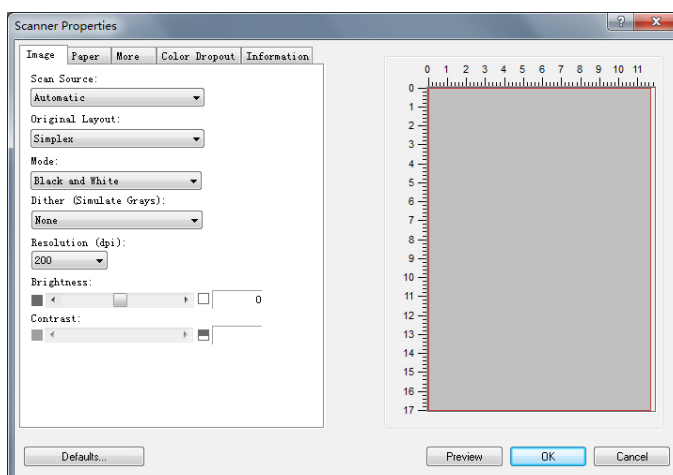 Scanner Properties
Image Paper More Color Dropout Information
Scan Source:
Automatic
Original Layout:
Simplex
Mode:
Black and White
Dither (Simulate Grays):
None
Resolution (dpi):
200
Brightness:
0
Contrast:
0 1 2 3 4 5 6 7 8 9 10 11
0
1
2
3
4
5
6
7
8
9
10
11
12
13
14
15
16
17
Defaults... Preview OK Cancel